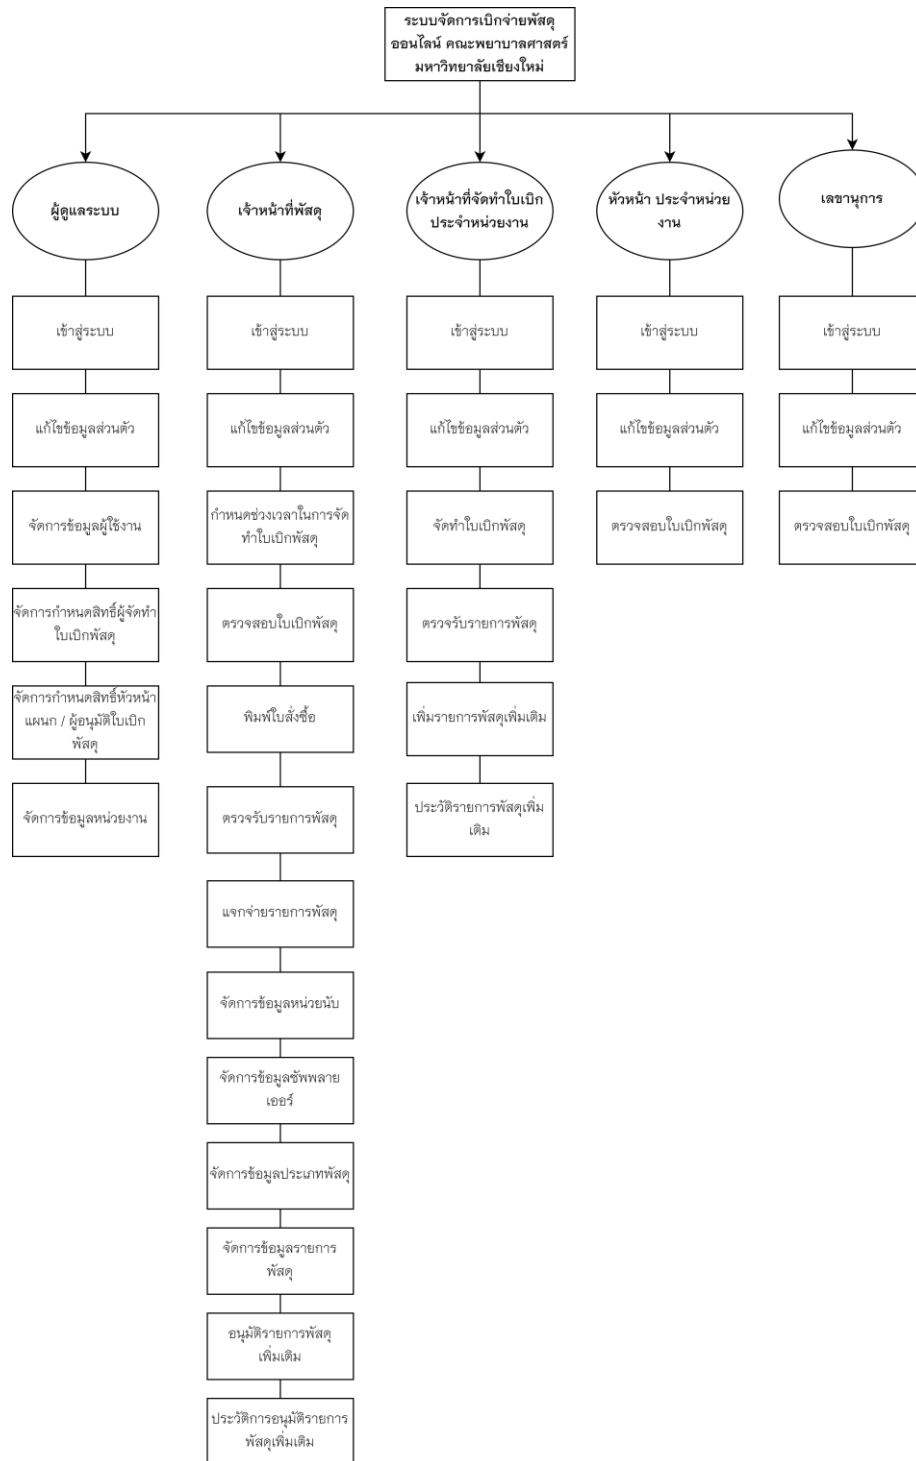 ระบบจัดการเบิกจ่ายพัสดุ
ออนไลน์ คณะพยาบาลศาสตร์
มหาวิทยาลัยเชียงใหม่
ผู้ดูแลระบบ
เข้าสู่ระบบ
แก้ไขข้อมูลส่วนตัว
จัดการข้อมูลผู้ใช้งาน
จัดการกำหนดสิทธิ์ผู้จัดทำ
ใบเบิกพัสดุ
จัดการกำหนดสิทธิ์หัวหน้า
แผนก / ผู้อนุมัติใบเบิก
พัสดุ
จัดการข้อมูลหน่วยงาน
เจ้าหน้าที่พัสดุ
เข้าสู่ระบบ
แก้ไขข้อมูลส่วนตัว
กำหนดช่วงเวลาในการจัด
ทำใบเบิกพัสดุ
ตรวจสอบใบเบิกพัสดุ
พิมพ์ใบสั่งซื้อ
ตรวจรับรายการพัสดุ
แจกจ่ายรายการพัสดุ
จัดการข้อมูลหน่วยนับ
จัดการข้อมูลซัพพลาย
เออร์
จัดการข้อมูลประเภทพัสดุ
จัดการข้อมูลรายการ
พัสดุ
อนุมัติรายการพัสดุ
เพิ่มเติม
ประวัติการอนุมัติรายการ
พัสดุเพิ่มเติม
เจ้าหน้าที่จัดทำใบเบิก
ประจำหน่วยงาน
เข้าสู่ระบบ
แก้ไขข้อมูลส่วนตัว
จัดทำใบเบิกพัสดุ
ตรวจรับรายการพัสดุ
เพิ่มรายการพัสดุเพิ่มเติม
ประวัติรายการพัสดุเพิ่ม
เติม
หัวหน้า ประจำหน่วย
งาน
เข้าสู่ระบบ
แก้ไขข้อมูลส่วนตัว
ตรวจสอบใบเบิกพัสดุ
เลขานุการ
เข้าสู่ระบบ
แก้ไขข้อมูลส่วนตัว
ตรวจสอบใบเบิกพัสดุ